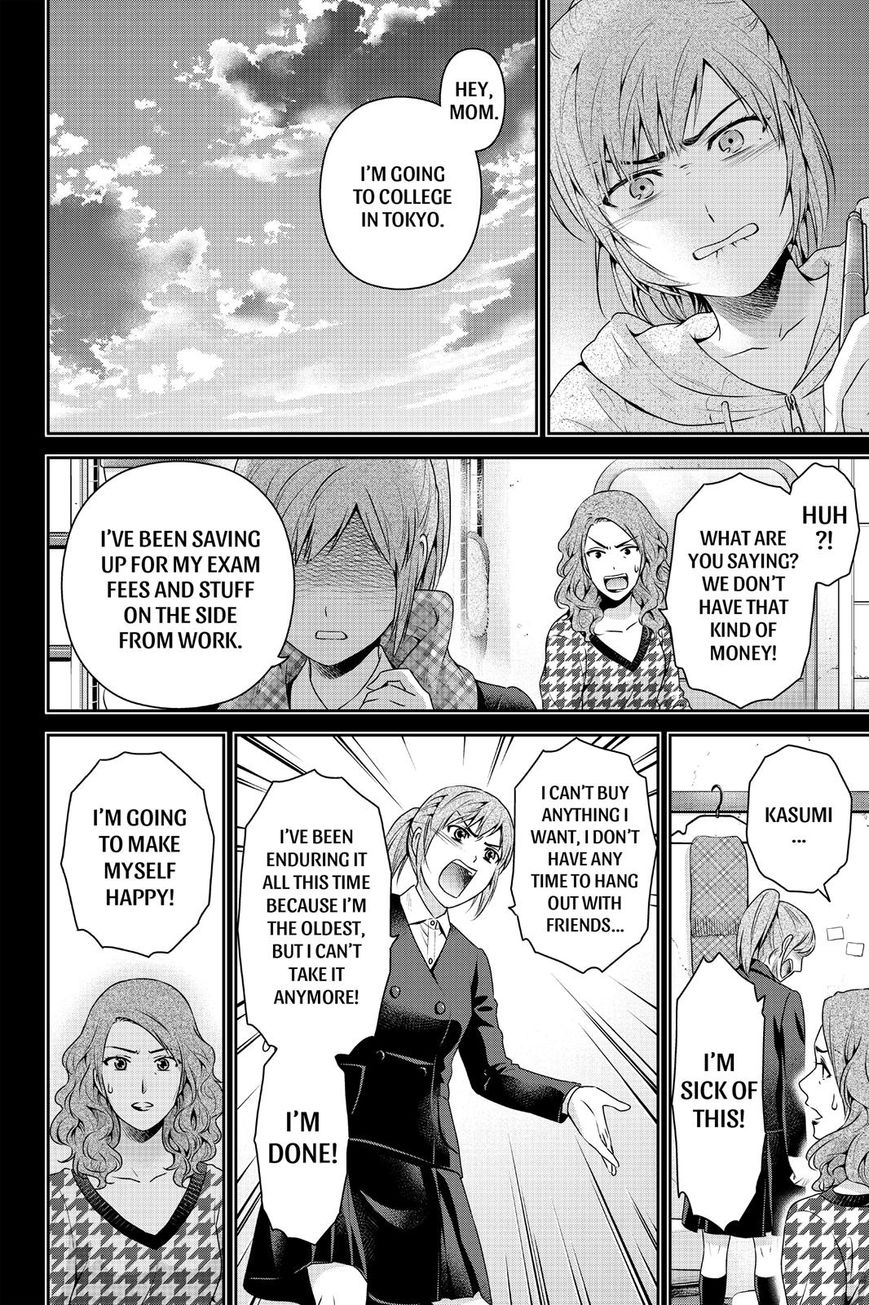 HEY,
MOM.
I'M GOING
TO COLLEGE
IN TOKYO.
HUH
?!
WHAT ARE
YOU SAYING?
WE DON'T
HAVE THAT
KIND OF
MONEY!
I'VE BEEN SAVING
UP FOR MY EXAM
FEES AND STUFF
ON THE SIDE
FROM WORK.
KASUMI
...
I'M
SICK OF
THIS!
I CAN'T BUY
ANYTHING I
WANT, I DON'T
HAVE ANY
TIME TO HANG
OUT WITH
FRIENDS...
I'VE BEEN
ENDURING IT
ALL THIS TIME
BECAUSE I'M
THE OLDEST,
BUT I CAN'T
TAKE IT
ANYMORE!
I'M
DONE!
I'M GOING
TO MAKE
MYSELF
HAPPY!